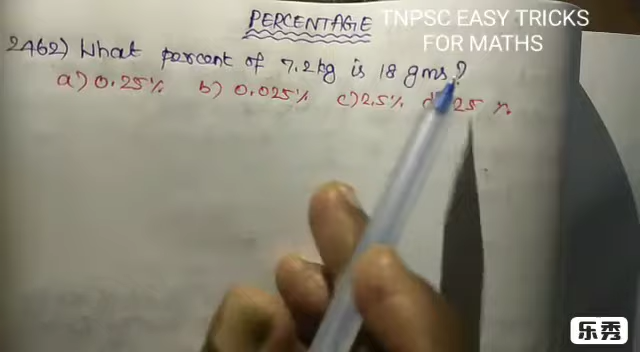 PERCENTAGE
TNPSC EASY TRICKS
FOR MATHS
2462) What percent of 7.2kg is 18 gms?
a) 0.25% b) 0.025% c) 2.5% d) 25 %
乐秀